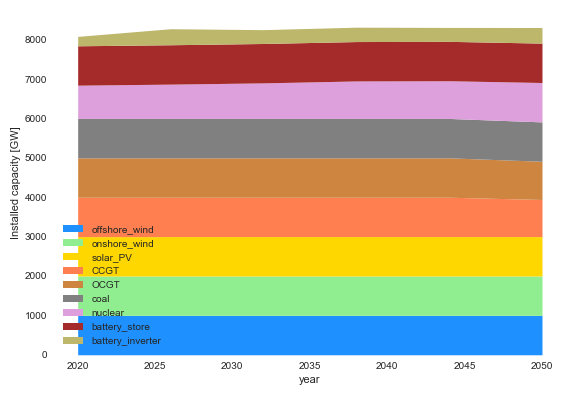 8000
7000
6000
5000
4000
3000
2000
1000
0
Installed capacity [GW]
offshore_wind
onshore_wind
solar_PV
CCGT
OCGT
coal
nuclear
battery_store
battery_inverter
2020 2025 2030 2035 2040 2045 2050
year